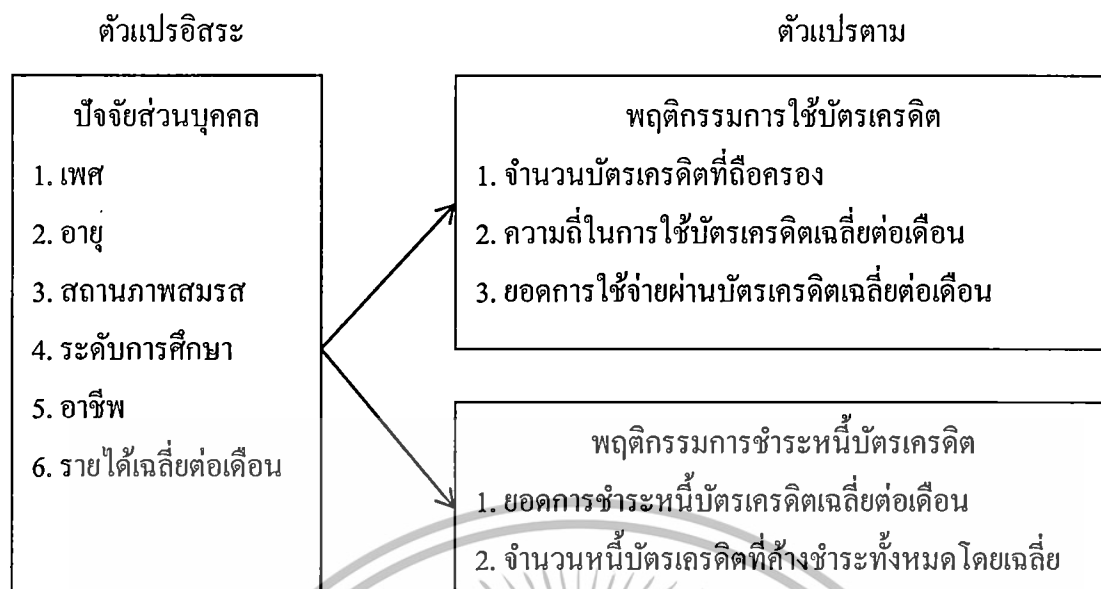 ตัวแปรอิสระ
ตัวแปรตาม
ปัจจัยส่วนบุคคล
1. เพศ
2. อายุ
3. สถานภาพสมรส
4. ระดับการศึกษา
5. อาชีพ
6. รายได้เฉลี่ยต่อเดือน
พฤติกรรมการใช้บัตรเครดิต
1. จำนวนบัตรเครดิตที่ถือครอง
2. ความถี่ในการใช้บัตรเครดิตเฉลี่ยต่อเดือน
3. ยอดการใช้จ่ายผ่านบัตรเครดิตเฉลี่ยต่อเดือน
พฤติกรรมการชำระหนี้บัตรเครดิต
1. ยอดการชำระหนี้บัตรเครดิตเฉลี่ยต่อเดือน
2. จำนวนหนี้บัตรเครดิตที่ค้างชำระทั้งหมดโดยเฉลี่ย